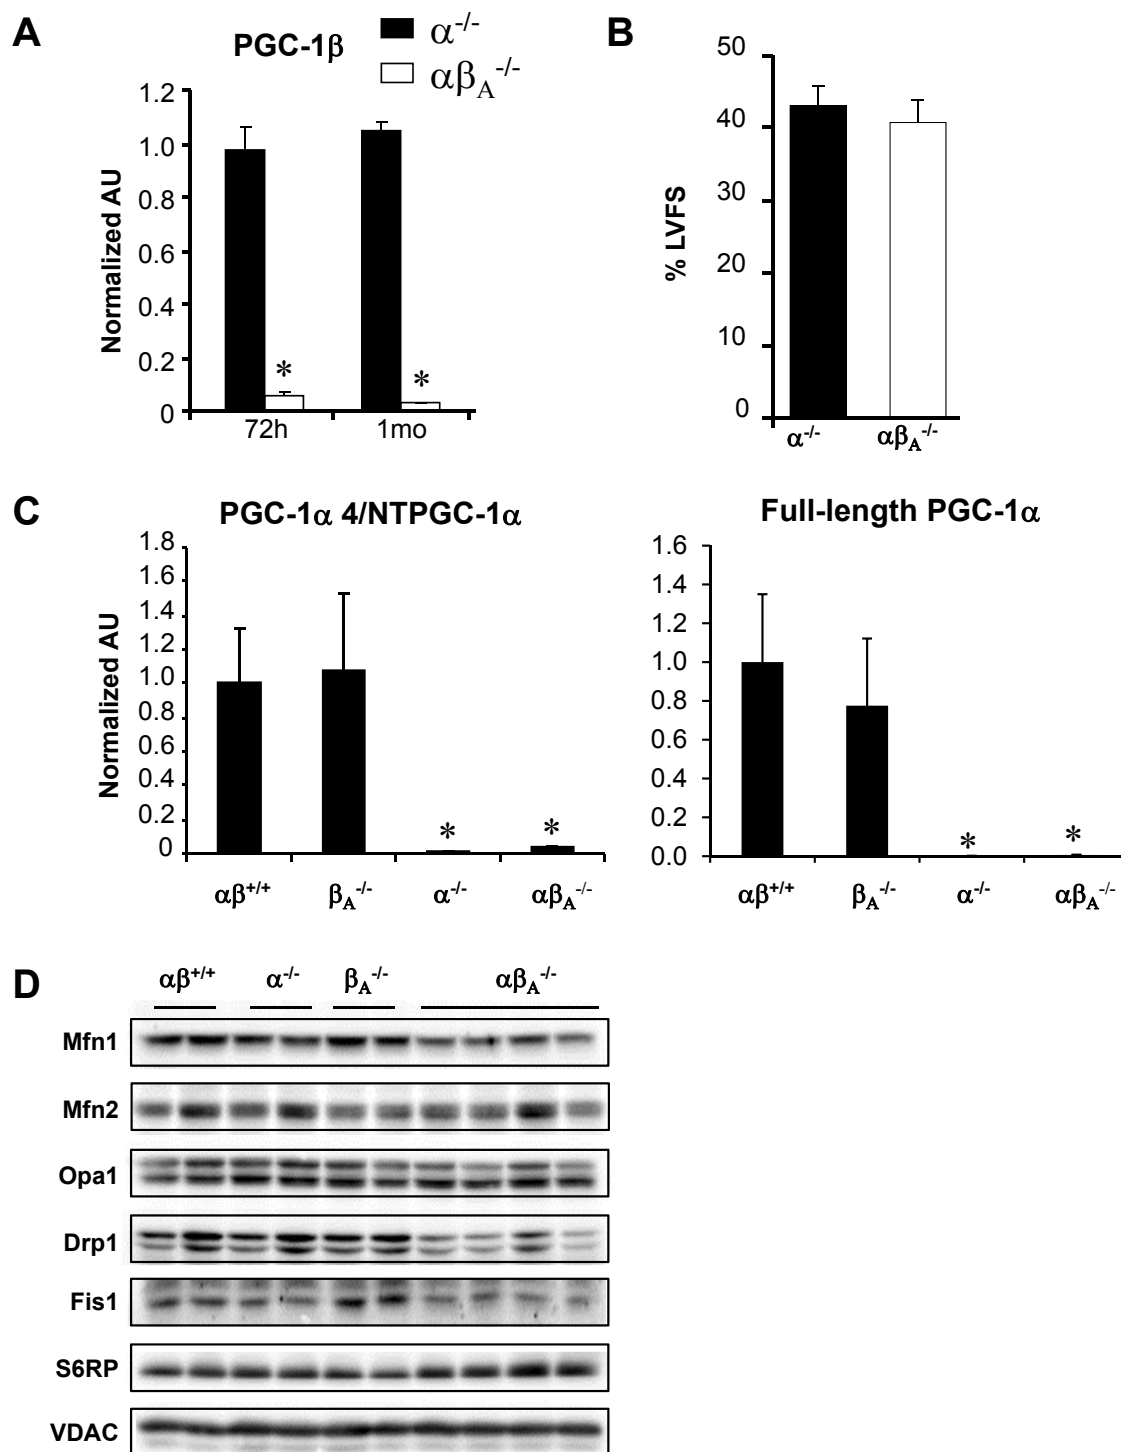 A
PGC-1β
α-/-
αβA-/-
Normalized AU
1.2
1.0
0.8
0.6
0.4
0.2
0
*
*
72h
1mo
B
% LVFS
50
40
30
20
10
0
α-/-
αβA-/-
C
PGC-1α 4/NTPGC-1α
Normalized AU
1.8
1.6
1.4
1.2
1.0
0.8
0.6
0.4
0.2
0
*
*
αβ+/+
βA-/-
α-/-
αβA-/-
Full-length PGC-1α
1.6
1.4
1.2
1.0
0.8
0.6
0.4
0.2
0.0
*
*
αβ+/+
βA-/-
α-/-
αβA-/-
D
αβ+/+
α-/-
βA-/-
αβA-/-
Mfn1
Mfn2
Opa1
Drp1
Fis1
S6RP
VDAC